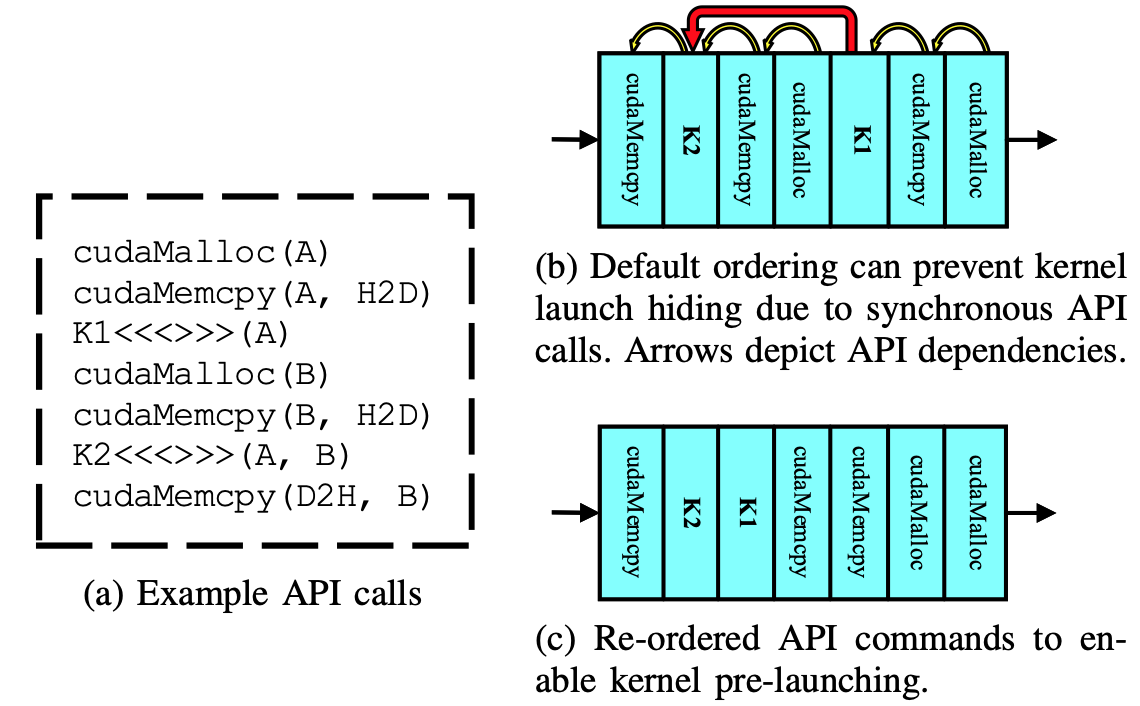 cudaMalloc(A)
cudaMemcpy(A, H2D)
K1<<<>>>(A)
cudaMalloc(B)
cudaMemcpy(B, H2D)
K2<<<>>>(A, B)
cudaMemcpy(D2H, B)
(a) Example API calls
cudaMemcpy
K2
cudaMemcpy
cudaMalloc
K1
cudaMemcpy
cudaMalloc
(b) Default ordering can prevent kernel
launch hiding due to synchronous API
calls. Arrows depict API dependencies.
cudaMemcpy
K2
K1
cudaMemcpy
cudaMemcpy
cudaMalloc
cudaMalloc
(c) Re-ordered API commands to en-
able kernel pre-launching.